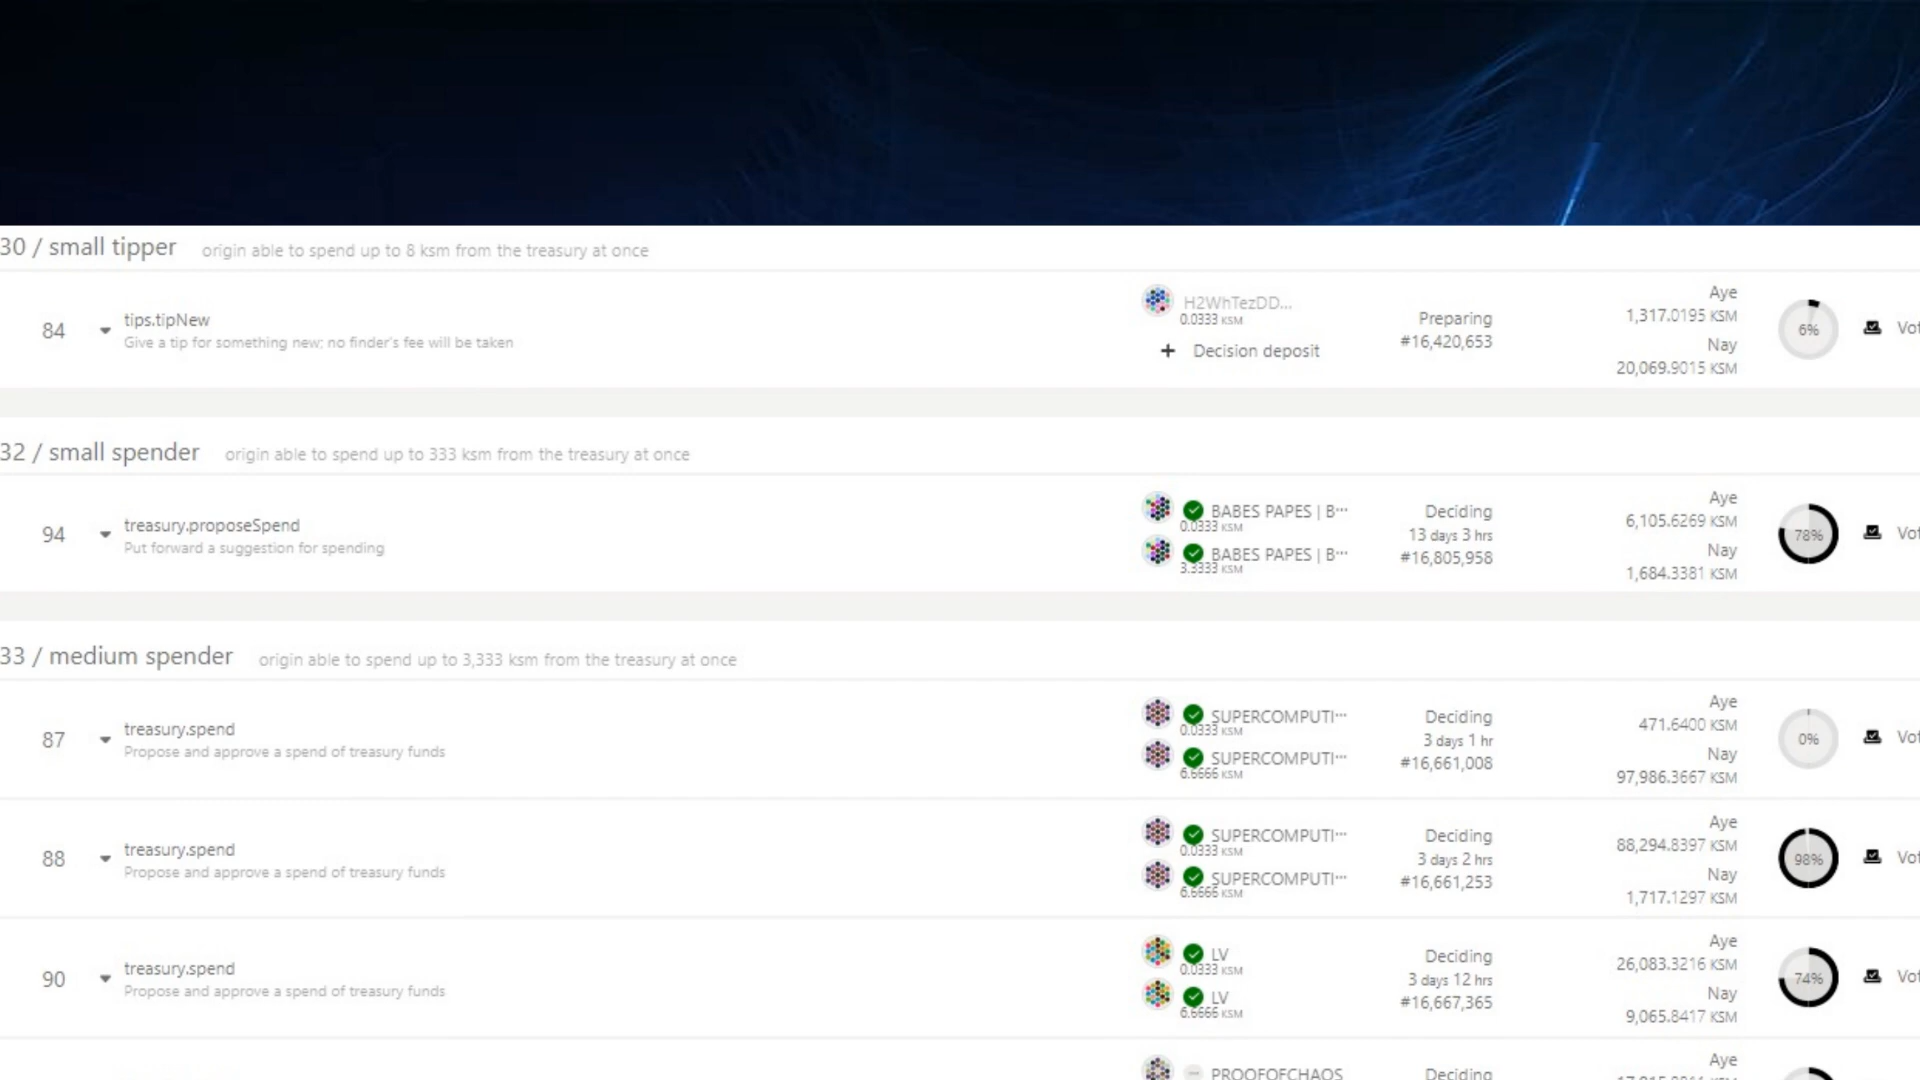 30 / small tipper origin able to spend up to 8 ksm from the treasury at once
84 tips.tipNew
Give a tip for something new; no finder's fee will be taken
H2WhTezDD...
0.0333 KSM
+ Decision deposit
Preparing
#16,420,653
Aye
1,317.0195 KSM
Nay
20,069.9015 KSM
6%
Vot
32 / small spender origin able to spend up to 333 ksm from the treasury at once
94 treasury.proposeSpend
Put forward a suggestion for spending
BABES PAPES | B...
0.0333 KSM
BABES PAPES | B...
3.3333 KSM
Deciding
13 days 3 hrs
#16,805,958
Aye
6,105.6269 KSM
Nay
1,684.3381 KSM
78%
Vot
33 / medium spender origin able to spend up to 3,333 ksm from the treasury at once
87 treasury.spend
Propose and approve a spend of treasury funds
SUPERCOMPUTI...
0.0333 KSM
SUPERCOMPUTI...
6.6666 KSM
Deciding
3 days 1 hr
#16,661,008
Aye
471.6400 KSM
Nay
97,986.3667 KSM
0%
Vot
88 treasury.spend
Propose and approve a spend of treasury funds
SUPERCOMPUTI...
0.0333 KSM
SUPERCOMPUTI...
6.6666 KSM
Deciding
3 days 2 hrs
#16,661,253
Aye
88,294.8397 KSM
Nay
1,717.1297 KSM
98%
Vot
90 treasury.spend
Propose and approve a spend of treasury funds
LV
0.0333 KSM
LV
6.6666 KSM
Deciding
3 days 12 hrs
#16,667,365
Aye
26,083.3216 KSM
Nay
9,065.8417 KSM
74%
Vot
PROOFOFCHAOS
Deciding
Aye